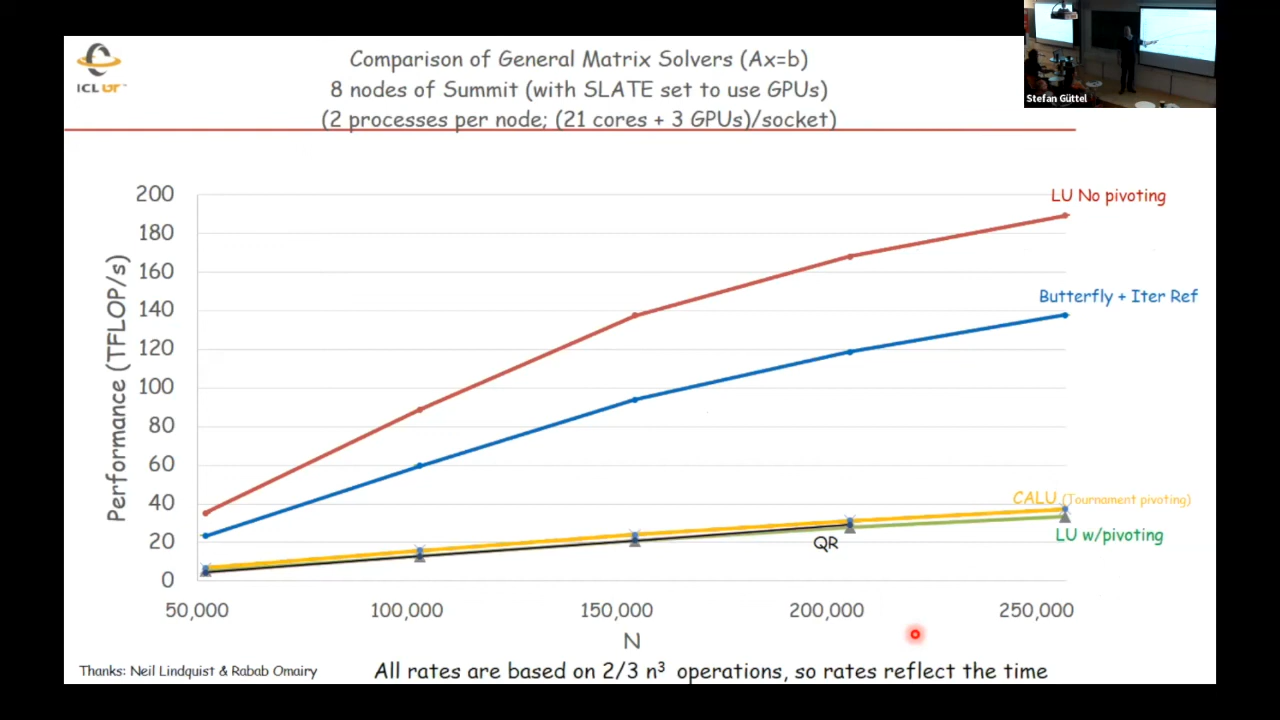 Comparison of General Matrix Solvers (Ax=b)
8 nodes of Summit (with SLATE set to use GPUs)
(2 processes per node; (21 cores + 3 GPUs)/socket)
ICL UT
Stefan Güttel
Performance (TFLOP/s)
200
180
160
140
120
100
80
60
40
20
0
LU No pivoting
Butterfly + Iter Ref
CALU (Tournament pivoting)
LU w/pivoting
QR
50,000
100,000
150,000
200,000
250,000
N
Thanks: Neil Lindquist & Rabab Omairy
All rates are based on 2/3 n³ operations, so rates reflect the time